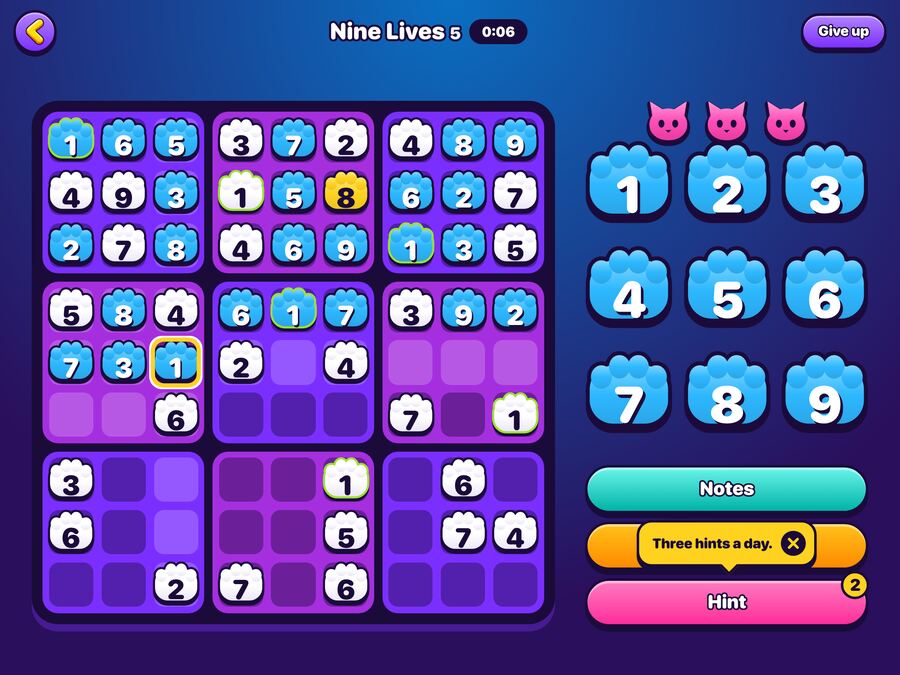 Nine Lives 5 0:06 Give up
1 6 5 3 7 2 4 8 9
4 9 3 1 5 8 6 2 7
2 7 8 4 6 9 1 3 5
5 8 4 6 1 7 3 9 2
7 3 1 2 4
6 7 1
3 1 6
6 5 7 4
2 7 6
1 2 3
4 5 6
7 8 9
Notes
Three hints a day.
2
Hint